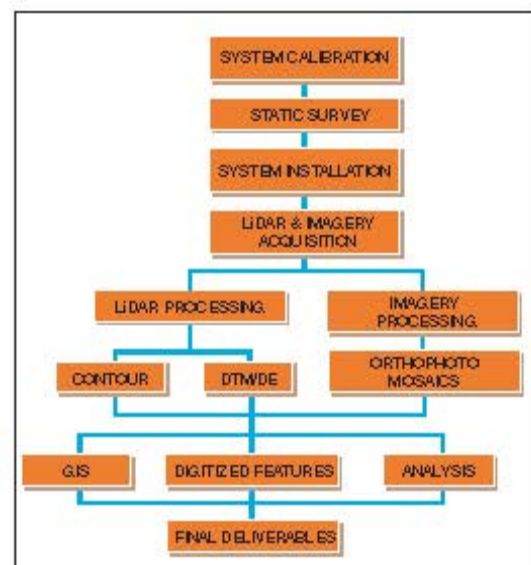 SYSTEM CALIBRATION
STATIC SURVEY
SYSTEM INSTALLATION
LiDAR & IMAGERY
ACQUISITION
LiDAR PROCESSING
IMAGERY
PROCESSING
CONTOUR
DTM/DE
ORTHOPHOTO
MOSAICS
GIS
DIGITIZED FEATURES
ANALYSIS
FINAL DELIVERABLES